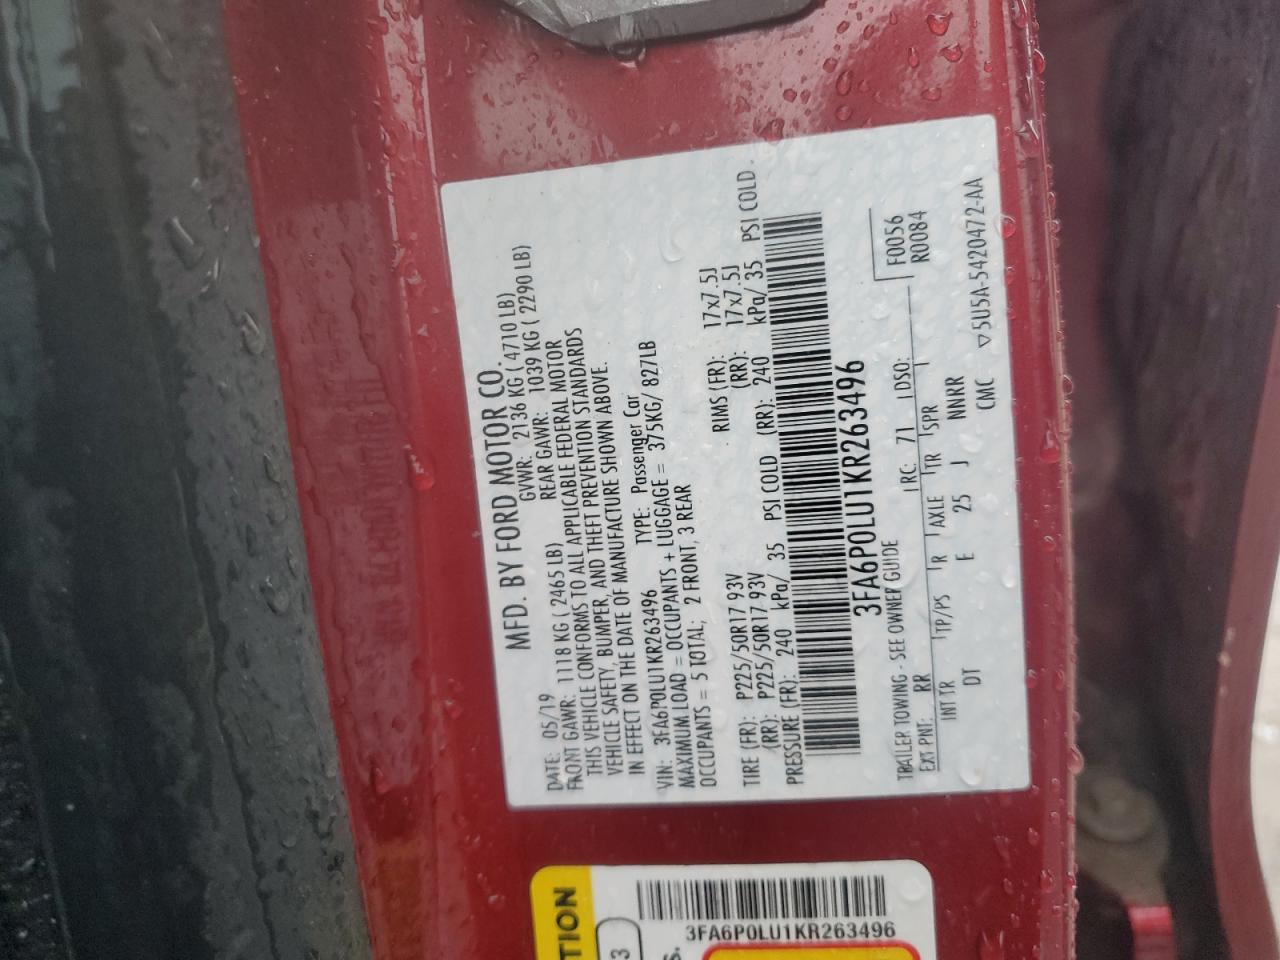 MFD. BY FORD MOTOR CO.
DATE: 05/19 GVWR: 2136 KG ( 4710 LB)
FRONT GAWR: 1118 KG ( 2465 LB) REAR GAWR: 1039 KG ( 2290 LB)
THIS VEHICLE CONFORMS TO ALL APPLICABLE FEDERAL MOTOR
VEHICLE SAFETY, BUMPER, AND THEFT PREVENTION STANDARDS
IN EFFECT ON THE DATE OF MANUFACTURE SHOWN ABOVE.
VIN: 3FA6P0LU1KR263496 TYPE: Passenger Car
MAXIMUM LOAD = OCCUPANTS + LUGGAGE = 375KG/ 827LB
OCCUPANTS = 5 TOTAL; 2 FRONT, 3 REAR
TIRE (FR): P225/50R17 93V RIMS (FR): 17x7.5J
(RR): P225/50R17 93V (RR): 17x7.5J
PRESSURE (FR): 240 kPa/ 35 PSI COLD (RR): 240 kPa/ 35 PSI COLD
3FA6P0LU1KR263496
F0056
R0084
TRAILER TOWING - SEE OWNER GUIDE
EXT PNT: RR RC: 71 DSO:
INT TR TP/PS R AXLE TR SPR
DT E 25 J NNRR
CMC ▽5U5A-5420472-AA
TION
3
S.
3FA6P0LU1KR263496